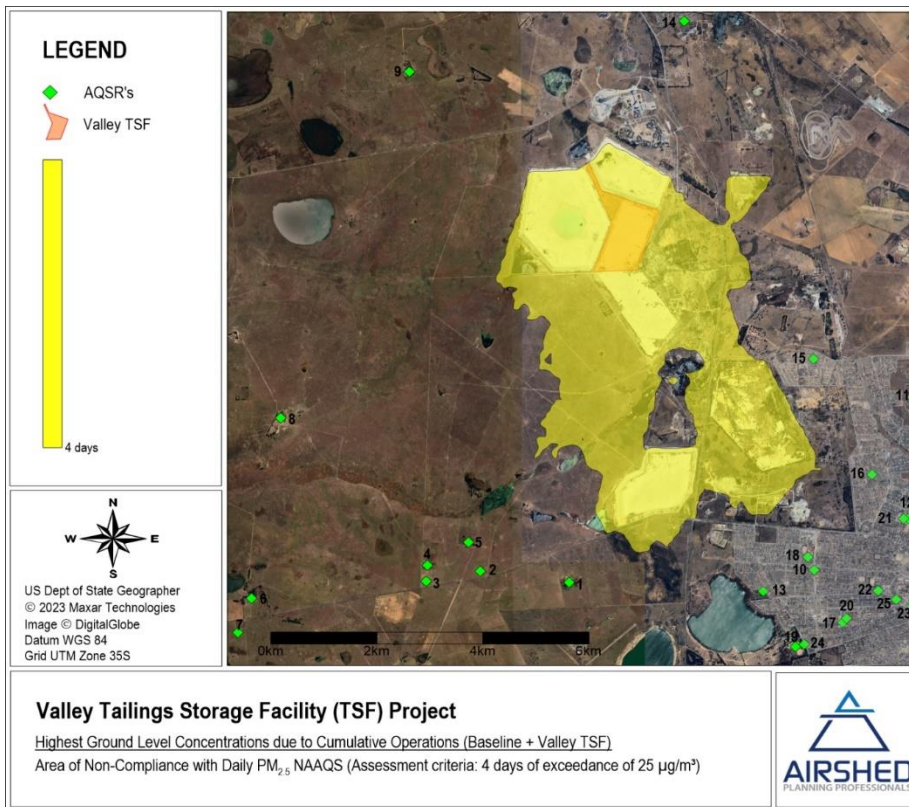 LEGEND
AQSR's
Valley TSF
4 days
N
W E
S
US Dept of State Geographer
© 2023 Maxar Technologies
Image © DigitalGlobe
Datum WGS 84
Grid UTM Zone 35S
14
9
15
11
8
16
12
21
5
4
18
2
10
3
1
13
22
6
25
23
20
17
7
19
24
0km 2km 4km 6km
Valley Tailings Storage Facility (TSF) Project
Highest Ground Level Concentrations due to Cumulative Operations (Baseline + Valley TSF)
Area of Non-Compliance with Daily PM2.5 NAAQS (Assessment criteria: 4 days of exceedance of 25 µg/m³)
AIRSHED
PLANNING PROFESSIONALS